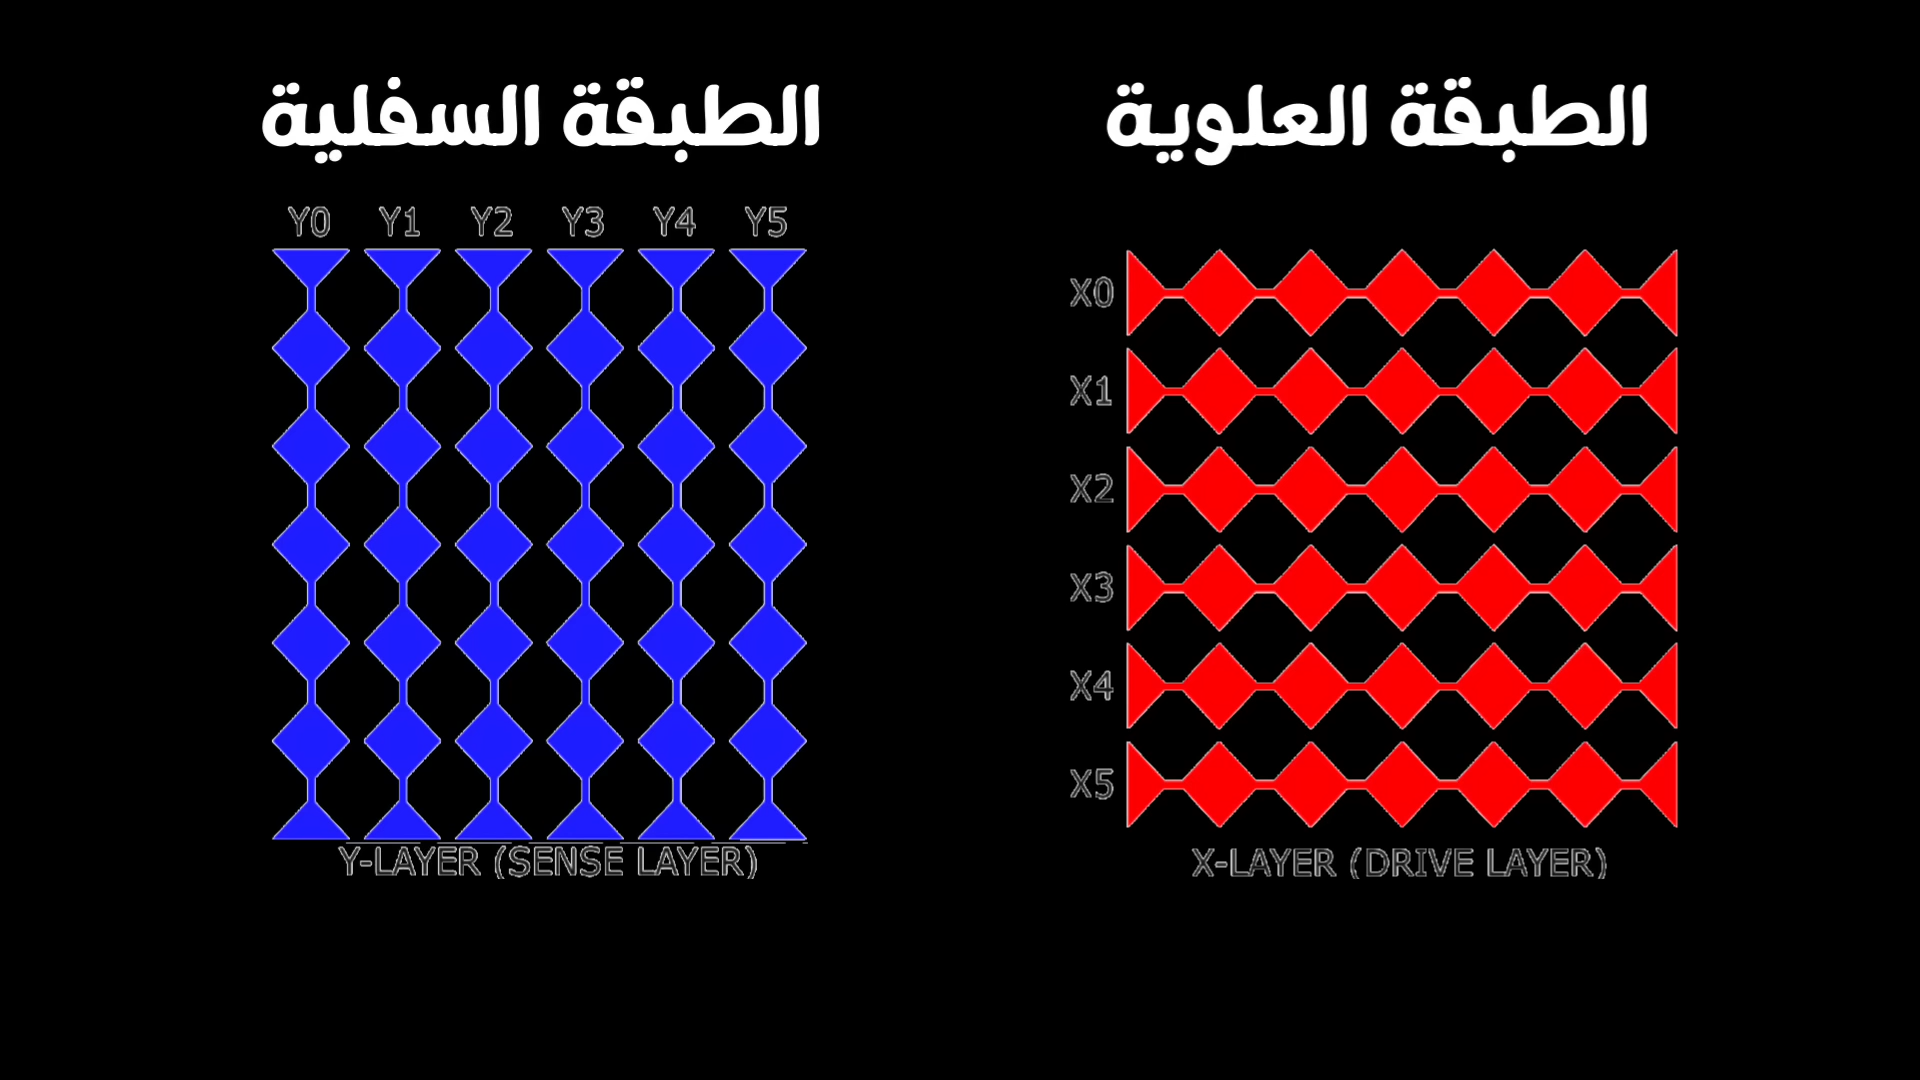 الطبقة العلوية
الطبقة السفلية
Y0 Y1 Y2 Y3 Y4 Y5
X0
X1
X2
X3
X4
X5
Y-LAYER (SENSE LAYER)
X-LAYER (DRIVE LAYER)